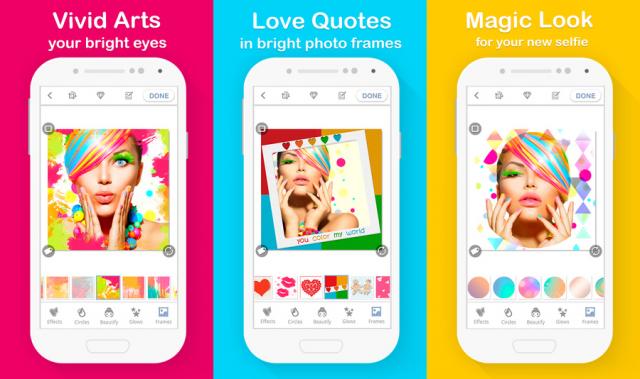 Vivid Arts
your bright eyes
DONE
Effects Circles Beautify Glows Frames
Love Quotes
in bright photo frames
DONE
you color my world
Effects Circles Beautify Glows Frames
Magic Look
for your new selfie
DONE
Effects Circles Beautify Glows Frames